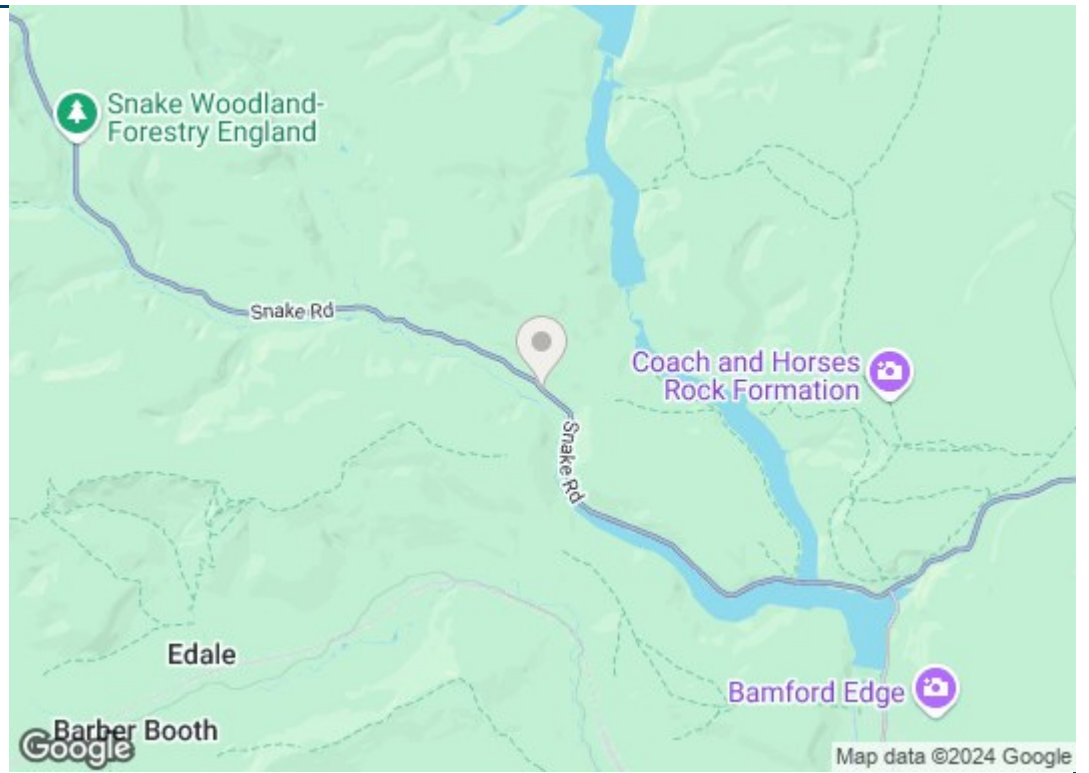 Snake Woodland-
Forestry England
Snake Rd
Coach and Horses
Rock Formation
Snake Rd
Edale
Bamford Edge
Barber Booth
Google
Map data ©2024 Google